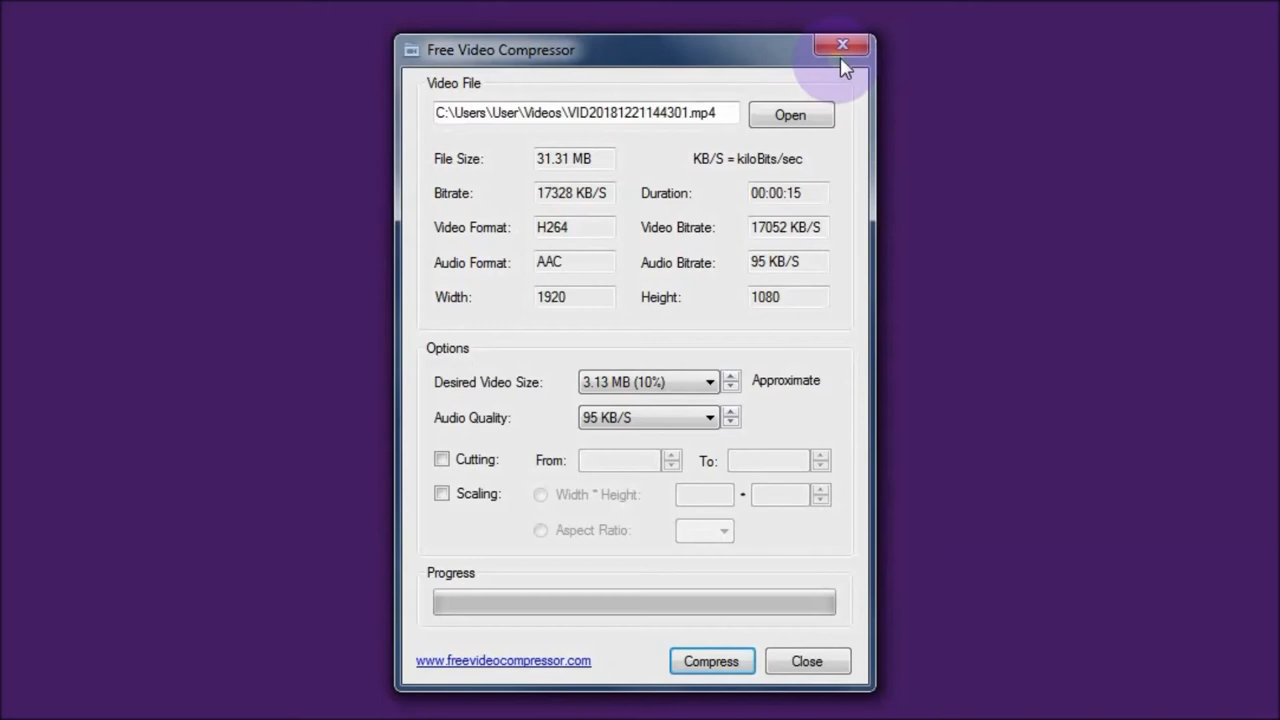 Free Video Compressor
Video File
C:\Users\User\Videos\VID20181221144301.mp4 Open
File Size: 31.31 MB KB/S = kiloBits/sec
Bitrate: 17328 KB/S Duration: 00:00:15
Video Format: H264 Video Bitrate: 17052 KB/S
Audio Format: AAC Audio Bitrate: 95 KB/S
Width: 1920 Height: 1080
Options
Desired Video Size: 3.13 MB (10%) Approximate
Audio Quality: 95 KB/S
Cutting: From: To:
Scaling: Width * Height: *
Aspect Ratio:
Progress
www.freevideocompressor.com Compress Close